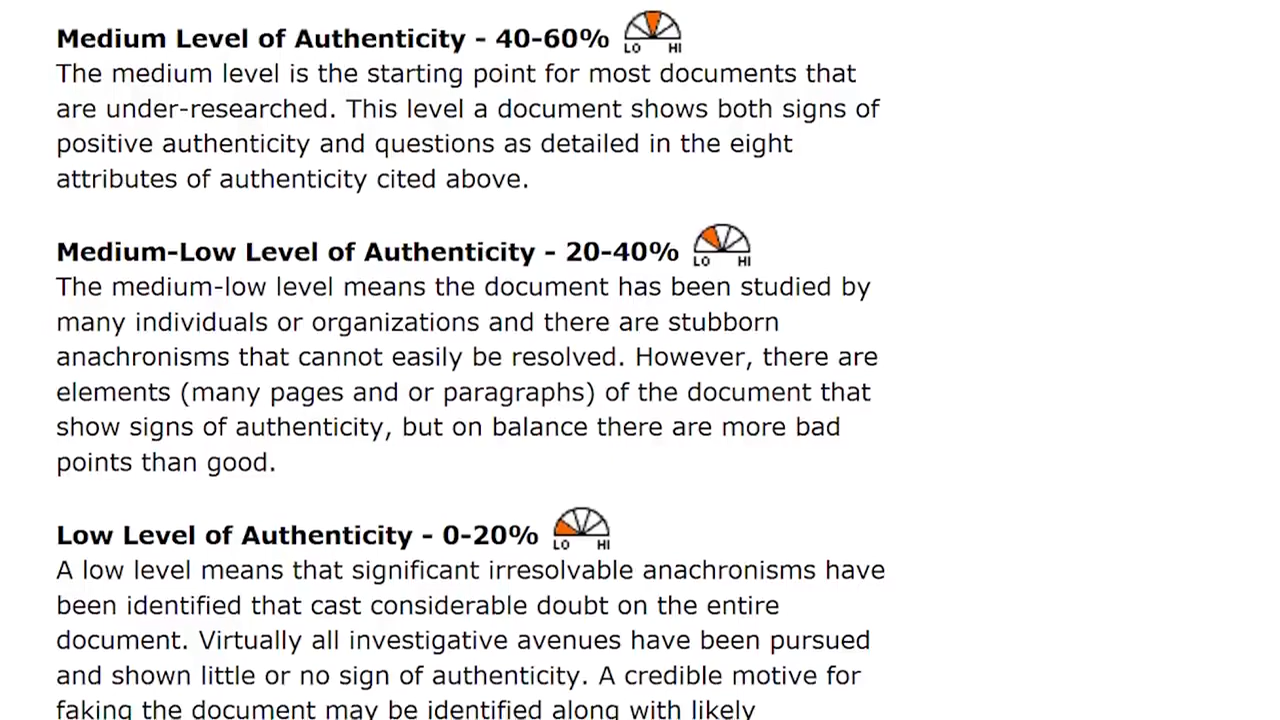 Medium Level of Authenticity - 40-60% LO HI
The medium level is the starting point for most documents that
are under-researched. This level a document shows both signs of
positive authenticity and questions as detailed in the eight
attributes of authenticity cited above.
Medium-Low Level of Authenticity - 20-40% LO HI
The medium-low level means the document has been studied by
many individuals or organizations and there are stubborn
anachronisms that cannot easily be resolved. However, there are
elements (many pages and or paragraphs) of the document that
show signs of authenticity, but on balance there are more bad
points than good.
Low Level of Authenticity - 0-20% LO HI
A low level means that significant irresolvable anachronisms have
been identified that cast considerable doubt on the entire
document. Virtually all investigative avenues have been pursued
and shown little or no sign of authenticity. A credible motive for
faking the document may be identified along with likely